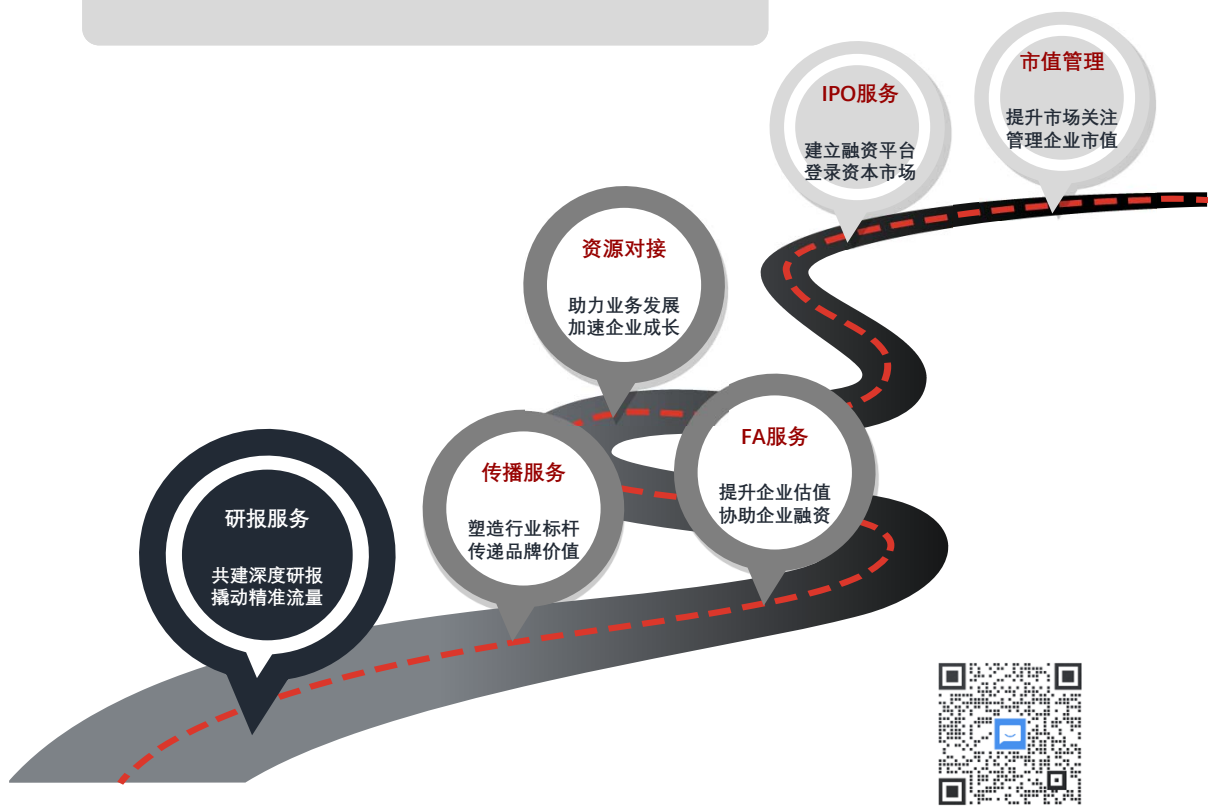 市值管理
提升市场关注
管理企业市值
IPO服务
建立融资平台
登录资本市场
资源对接
助力业务发展
加速企业成长
FA服务
提升企业估值
协助企业融资
传播服务
塑造行业标杆
传递品牌价值
研报服务
共建深度研报
撬动精准流量